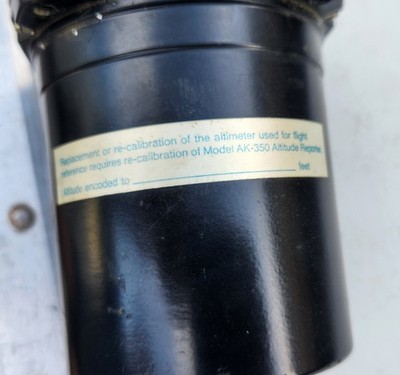 Replacement or re-calibration of the altimeter used for flight
reference requires re-calibration of Model AK-350 Altitude Reporter.
Altitude encoded to ____________________ feet